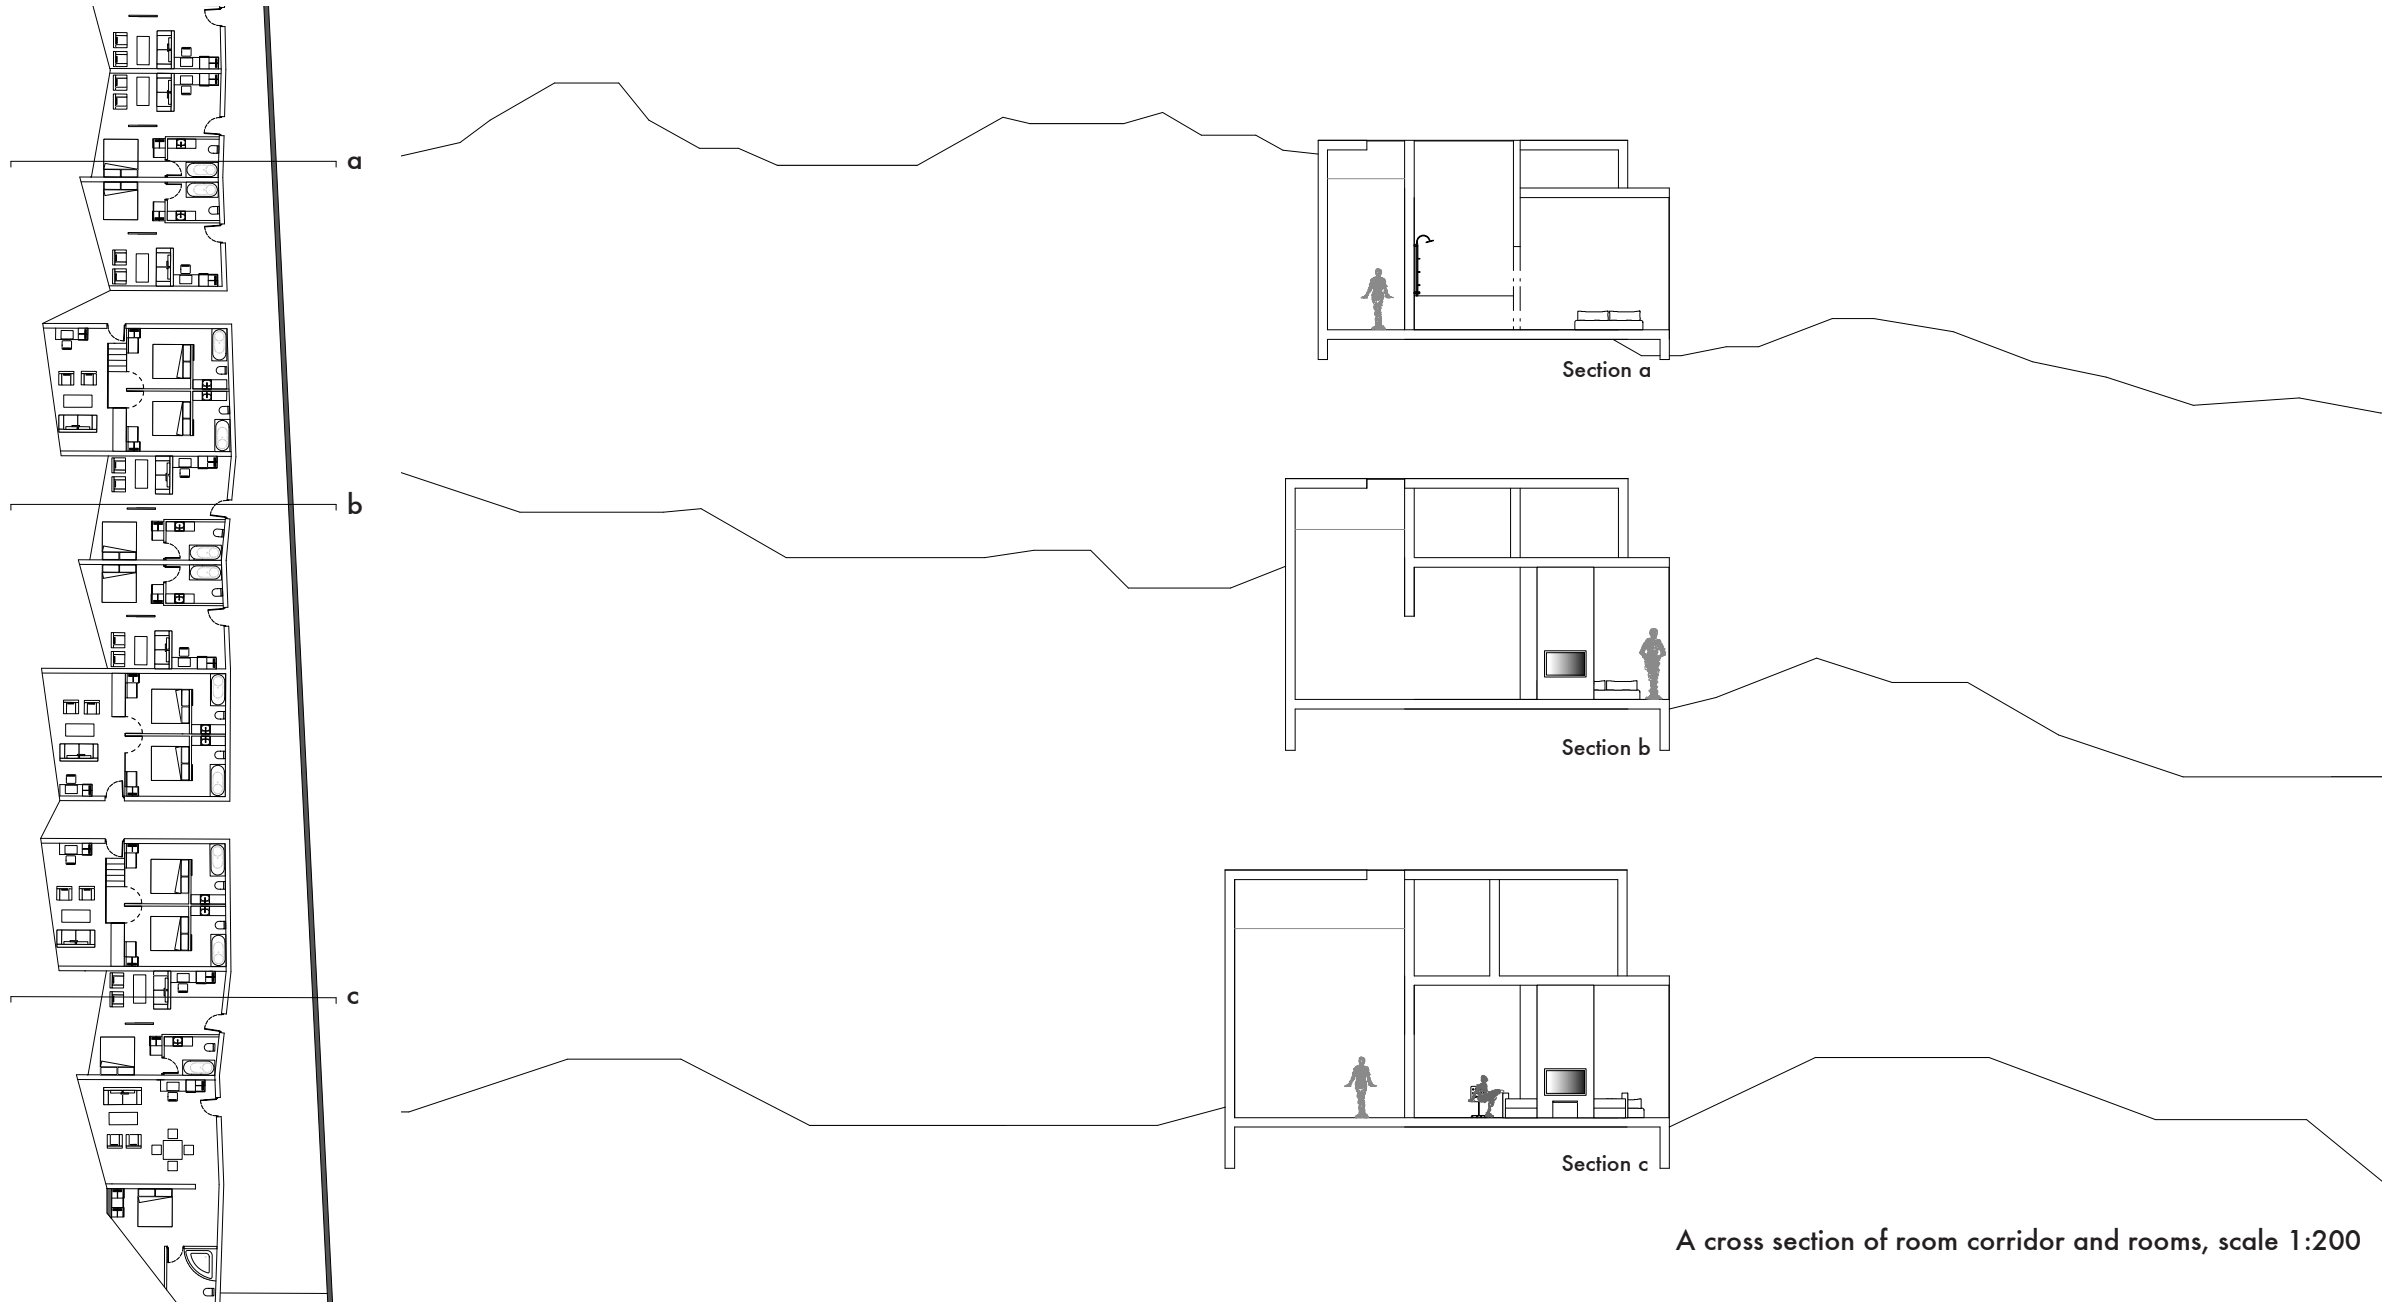 a
Section a
b
Section b
c
Section c
A cross section of room corridor and rooms, scale 1:200